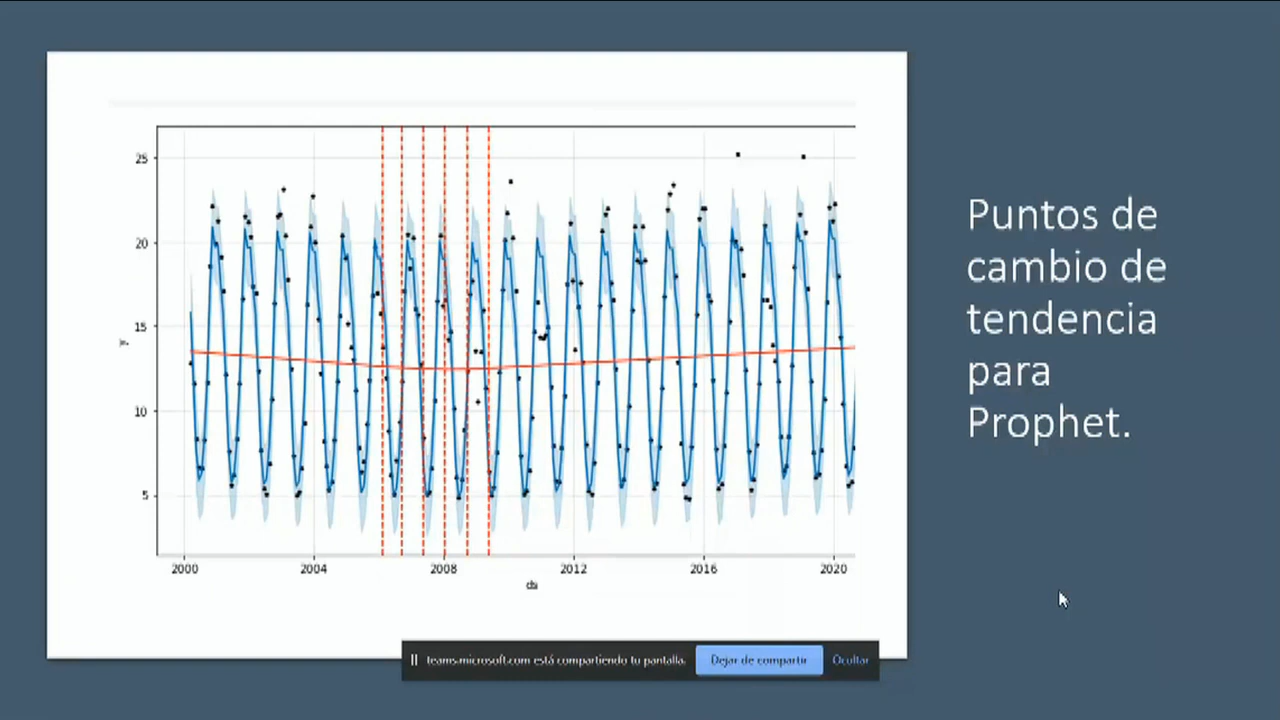 25
20
15
10
5
y
2000 2004 2008 2012 2016 2020
ds
Puntos de
cambio de
tendencia
para
Prophet.
teams.microsoft.com está compartiendo tu pantalla. Dejar de compartir Ocultar